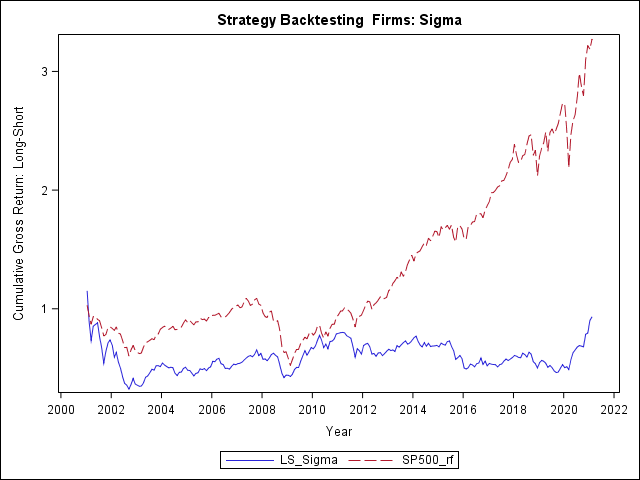 Strategy Backtesting  Firms: Sigma
Cumulative Gross Return: Long-Short
3
2
1
2000 2002 2004 2006 2008 2010 2012 2014 2016 2018 2020 2022
Year
LS_Sigma SP500_rf